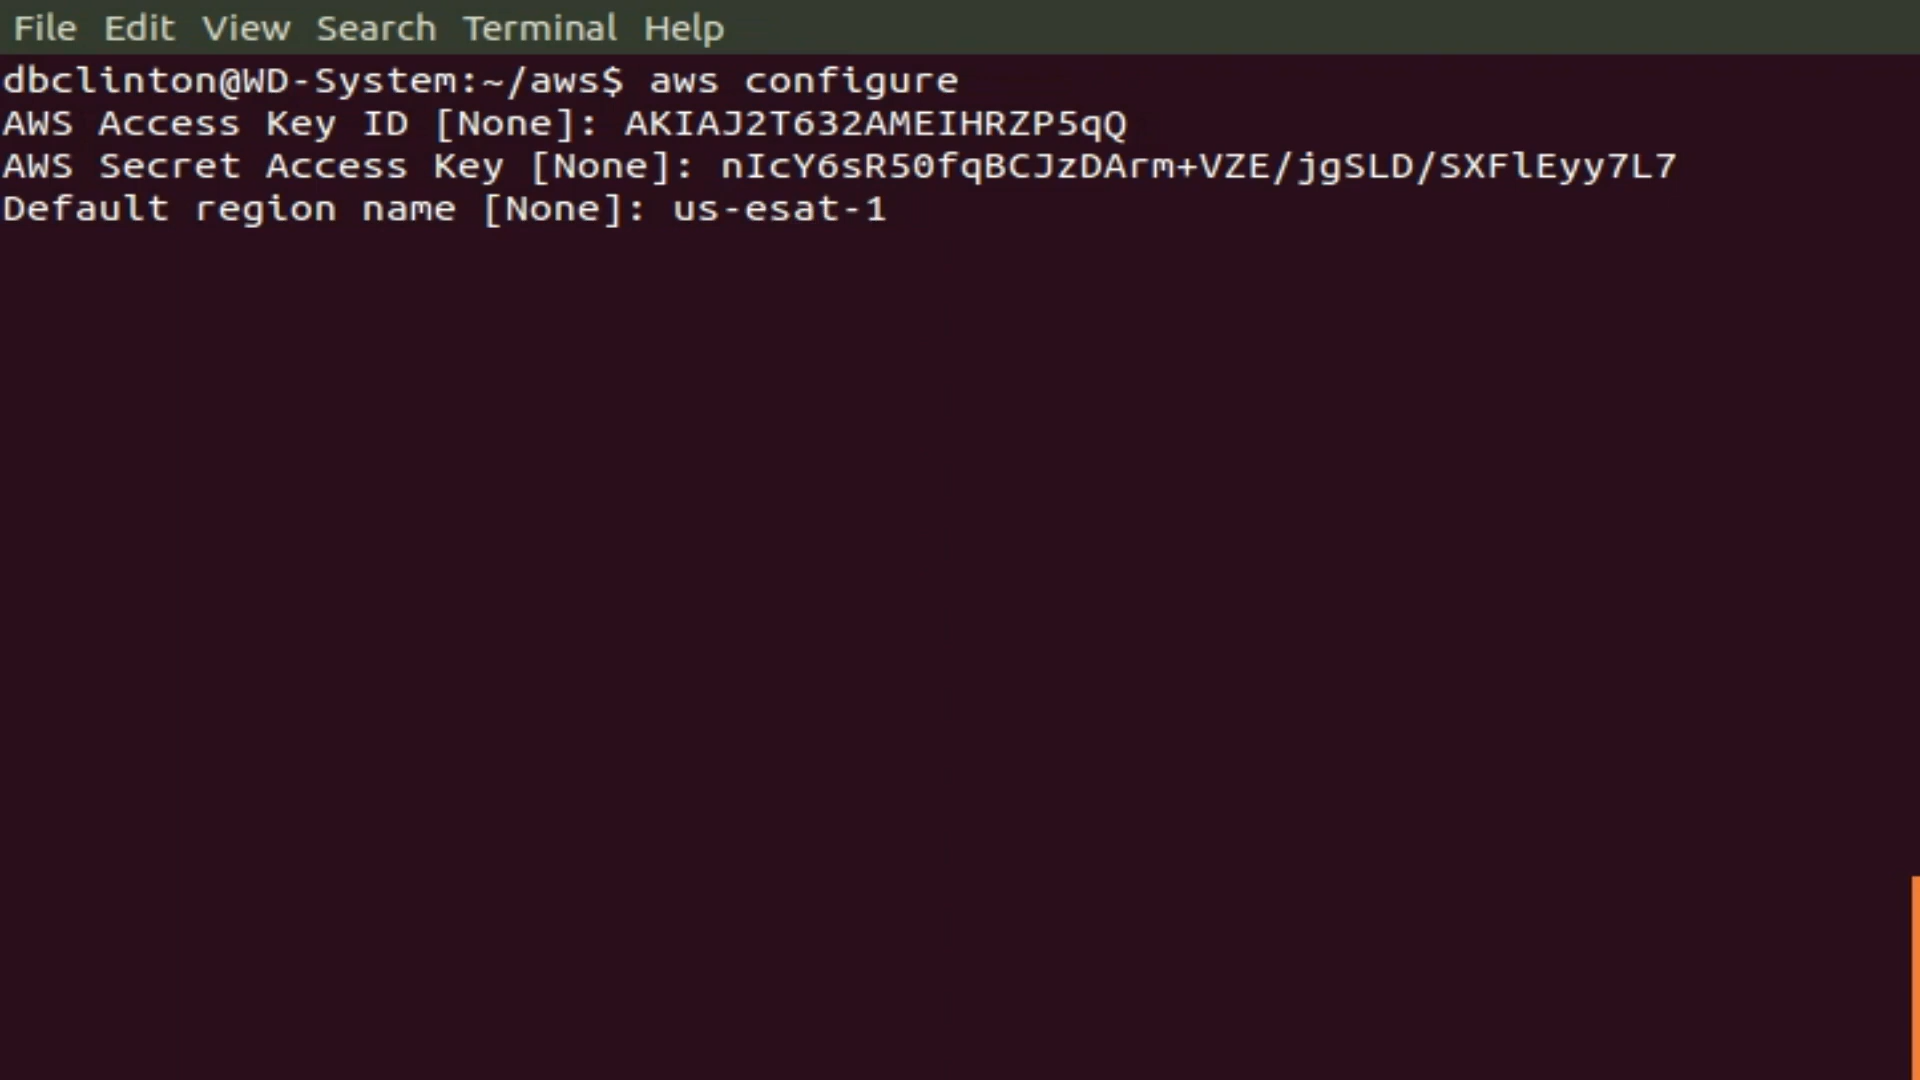 File Edit View Search Terminal Help
dbclinton@WD-System:~/aws$ aws configure
AWS Access Key ID [None]: AKIAJ2T632AMEIHRZP5qQ
AWS Secret Access Key [None]: nIcY6sR50fqBCJzDArm+VZE/jgSLD/SXFlEyy7L7
Default region name [None]: us-esat-1